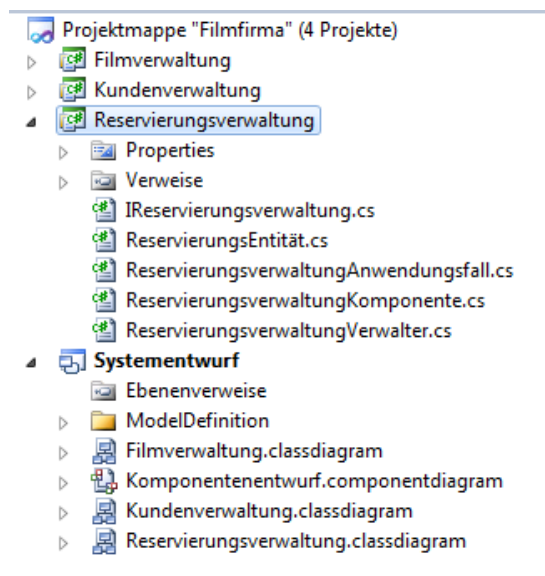 Projektmappe "Filmfirma" (4 Projekte)
Filmverwaltung
Kundenverwaltung
Reservierungsverwaltung
Properties
Verweise
IReservierungsverwaltung.cs
ReservierungsEntität.cs
ReservierungsverwaltungAnwendungsfall.cs
ReservierungsverwaltungKomponente.cs
ReservierungsverwaltungVerwalter.cs
Systementwurf
Ebenenverweise
ModelDefinition
Filmverwaltung.classdiagram
Komponentenentwurf.componentdiagram
Kundenverwaltung.classdiagram
Reservierungsverwaltung.classdiagram